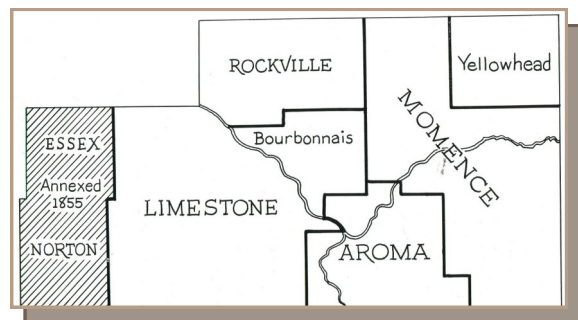 ROCKVILLE
Yellowhead
MOMENCE
ESSEX
Bourbonnais
Annexed
1855
LIMESTONE
NORTON
AROMA